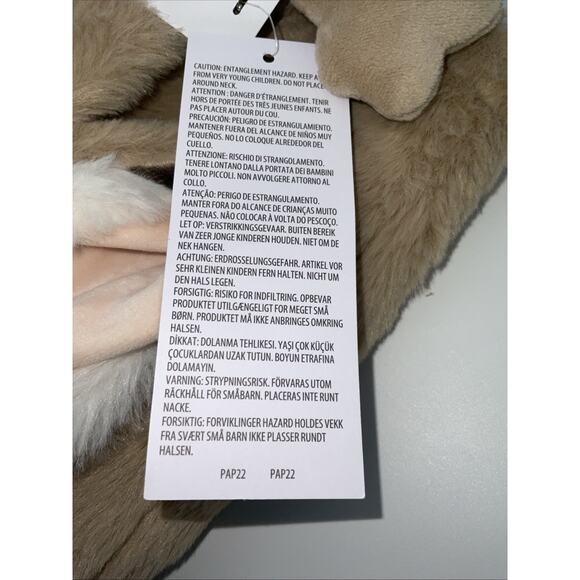 CAUTION: ENTANGLEMENT HAZARD. KEEP A
FROM VERY YOUNG CHILDREN. DO NOT PLACE
AROUND NECK.
ATTENTION : DANGER D'ÉTRANGLEMENT. TENIR
HORS DE PORTÉE DES TRÈS JEUNES ENFANTS. NE
PAS PLACER AUTOUR DU COU.
PRECAUCIÓN: PELIGRO DE ESTRANGULAMIENTO.
MANTENER FUERA DEL ALCANCE DE NIÑOS MUY
PEQUEÑOS. NO LO COLOQUE ALREDEDOR DEL
CUELLO.
ATTENZIONE: RISCHIO DI STRANGOLAMENTO.
TENERE LONTANO DALLA PORTATA DEI BAMBINI
MOLTO PICCOLI. NON AVVOLGERE ATTORNO AL
COLLO.
ATENÇÃO: PERIGO DE ESTRANGULAMENTO.
MANTER FORA DO ALCANCE DE CRIANÇAS MUITO
PEQUENAS. NÃO COLOCAR À VOLTA DO PESCOÇO.
LET OP: VERSTRIKKINGSGEVAAR. BUITEN BEREIK
VAN ZEER JONGE KINDEREN HOUDEN. NIET OM DE
NEK HANGEN.
ACHTUNG: ERDROSSELUNGSGEFAHR. ARTIKEL VOR
SEHR KLEINEN KINDERN FERN HALTEN. NICHT UM
DEN HALS LEGEN.
FORSIGTIG: RISIKO FOR INDFILTRING. OPBEVAR
PRODUKTET UTILGÆNGELIGT FOR MEGET SMÅ
BØRN. PRODUKTET MÅ IKKE ANBRINGES OMKRING
HALSEN.
DİKKAT: DOLANMA TEHLİKESI. YAŞI ÇOK KÜÇÜK
ÇOCUKLARDAN UZAK TUTUN. BOYUN ETRAFINA
DOLAMAYIN.
VARNING: STRYPNINGSRISK. FÖRVARAS UTOM
RÄCKHÅLL FÖR SMÅBARN. PLACERAS INTE RUNT
NACKE.
FORSIKTIG: FORVIKLINGER HAZARD HOLDES VEKK
FRA SVÆRT SMÅ BARN IKKE PLASSER RUNDT
HALSEN.
PAP22 PAP22